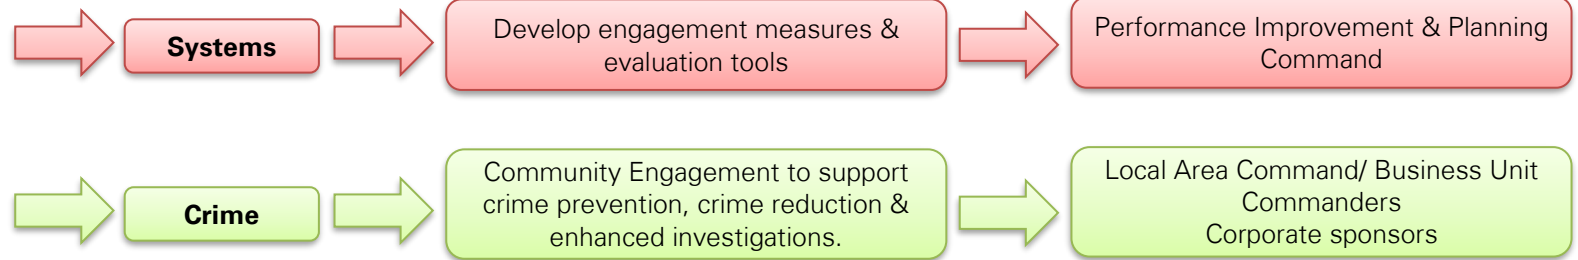 Systems
Develop engagement measures &
evaluation tools
Performance Improvement & Planning
Command
Crime
Community Engagement to support
crime prevention, crime reduction &
enhanced investigations.
Local Area Command/ Business Unit
Commanders
Corporate sponsors